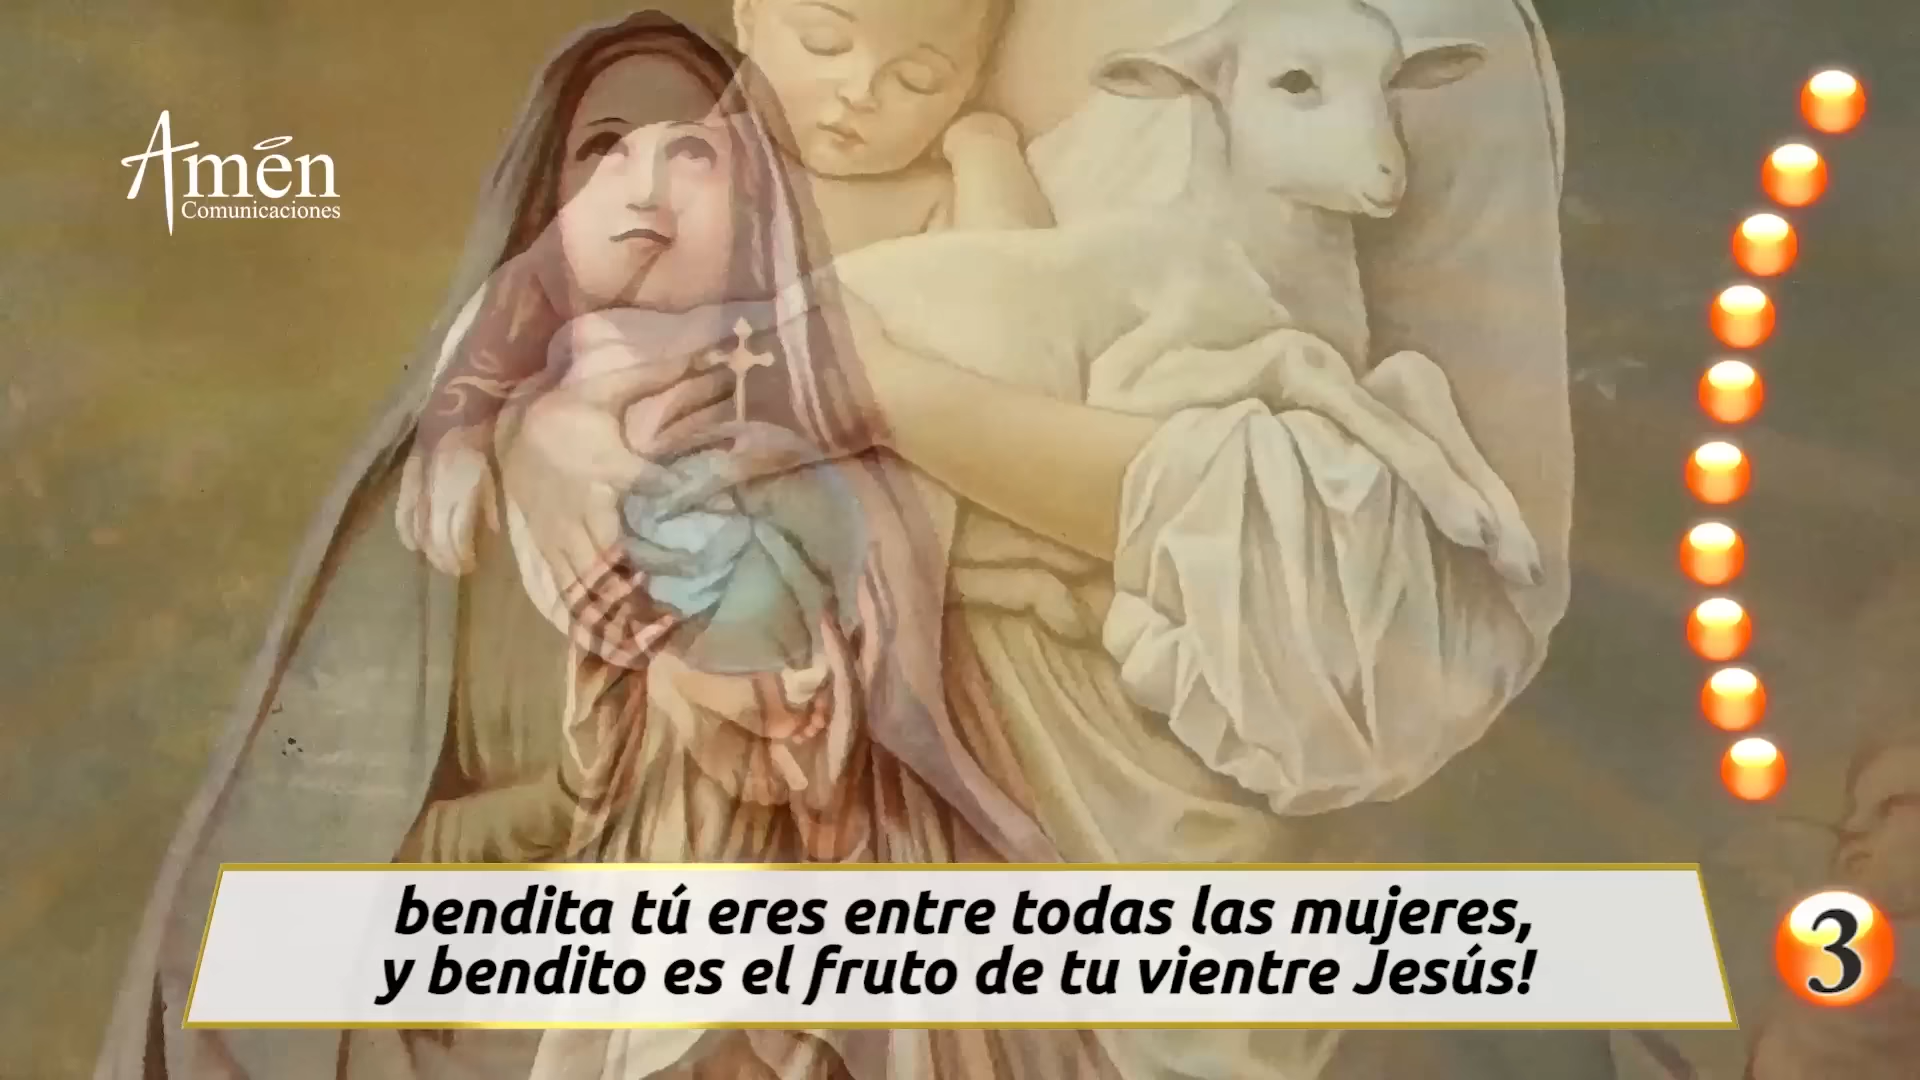 Amén
Comunicaciones
bendita tú eres entre todas las mujeres,
y bendito es el fruto de tu vientre Jesús!
3